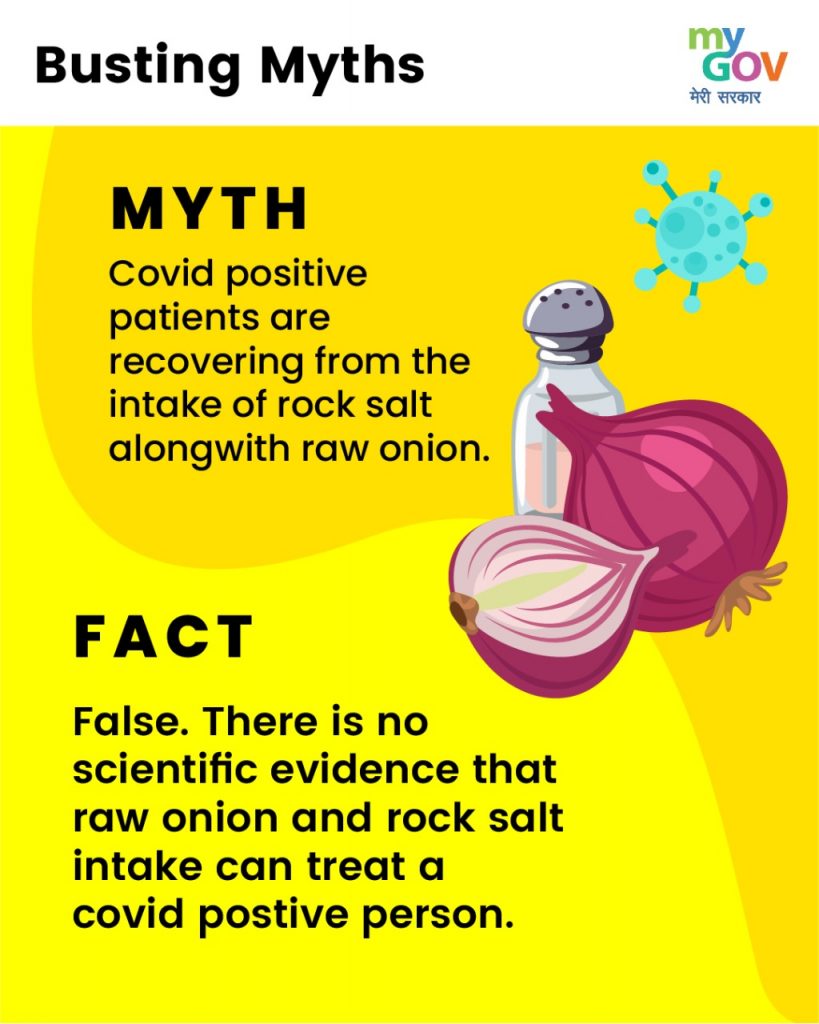 Busting Myths
my
GOV
मेरी सरकार
MYTH
Covid positive
patients are
recovering from the
intake of rock salt
alongwith raw onion.
FACT
False. There is no
scientific evidence that
raw onion and rock salt
intake can treat a
covid postive person.